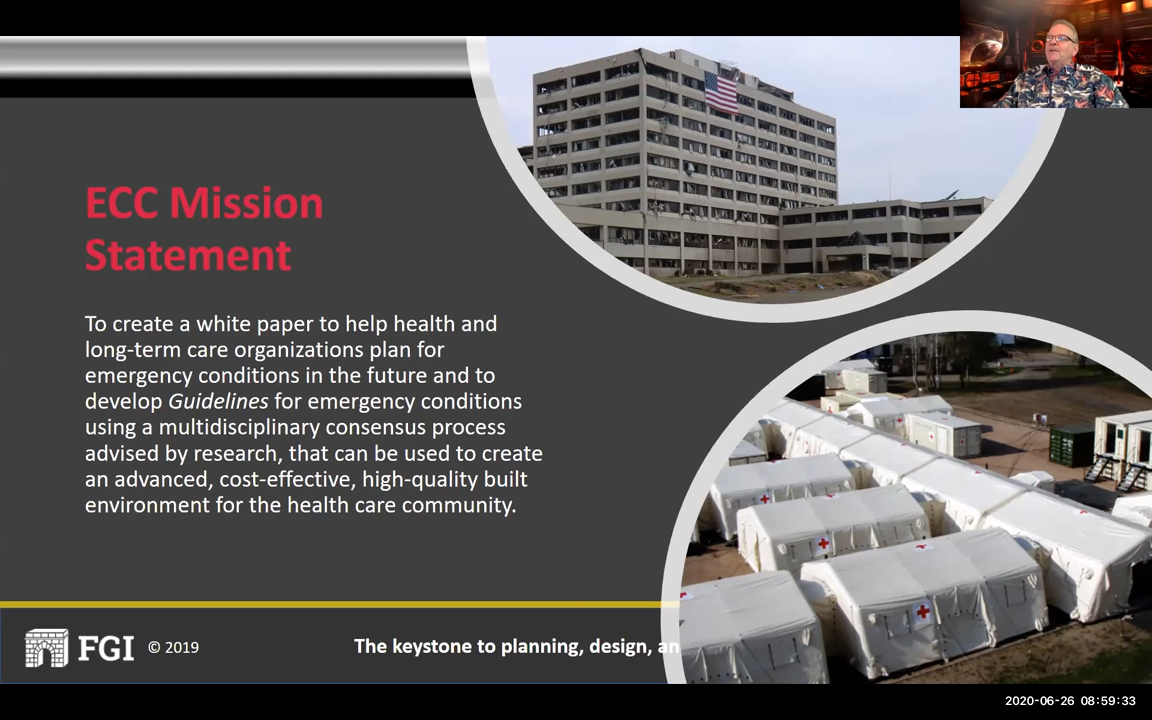 ECC Mission
Statement
To create a white paper to help health and
long-term care organizations plan for
emergency conditions in the future and to
develop Guidelines for emergency conditions
using a multidisciplinary consensus process
advised by research, that can be used to create
an advanced, cost-effective, high-quality built
environment for the health care community.
FGI © 2019
The keystone to planning, design, an
2020-06-26 08:59:33